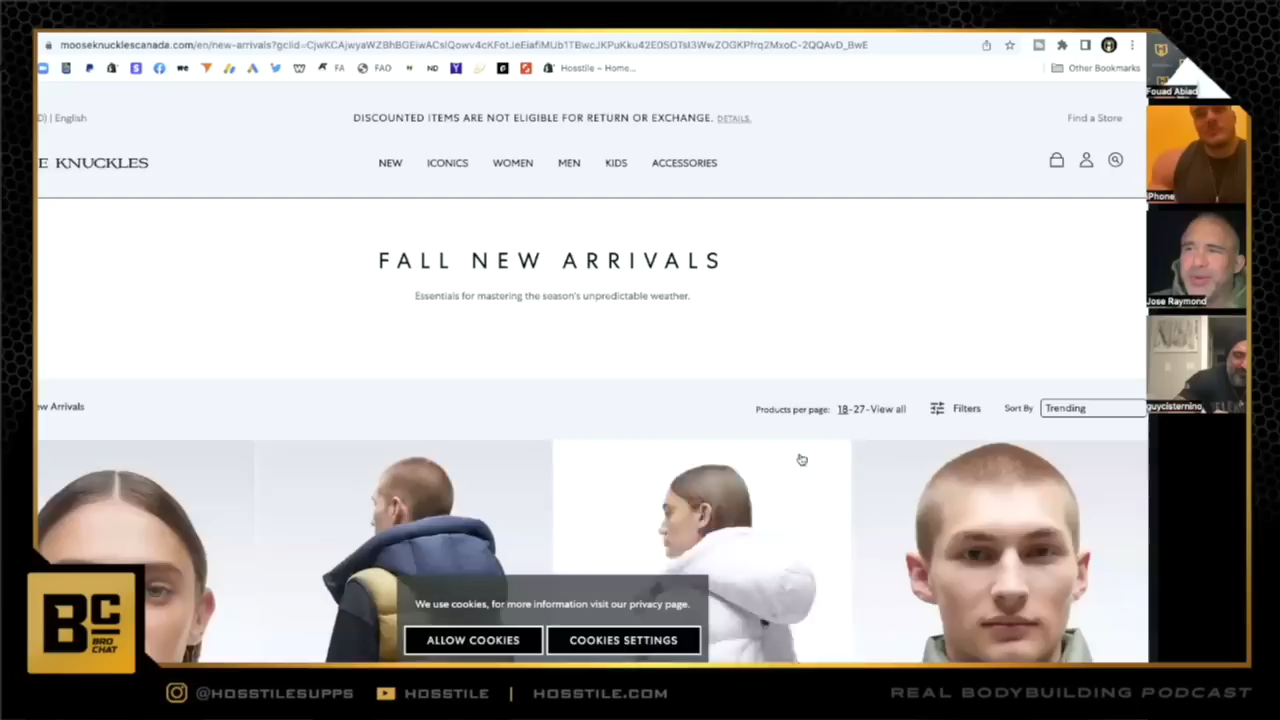 mooseknucklescanada.com/en/new-arrivals?
FA
FAO
ND
Hosstile – Home...
Other Bookmarks
Fouad Abiad
D) | English
DISCOUNTED ITEMS ARE NOT ELIGIBLE FOR RETURN OR EXCHANGE. DETAILS.
Find a Store
E KNUCKLES
NEW ICONICS WOMEN MEN KIDS ACCESSORIES
iPhone
FALL NEW ARRIVALS
Essentials for mastering the season's unpredictable weather.
Jose Raymond
ew Arrivals
Products per page: 18-27-View all
Filters
Sort By
Trending
guycisternino
We use cookies, for more information visit our privacy page.
ALLOW COOKIES
COOKIES SETTINGS
BC
BRO
CHAT
@HOSSTILESUPPS
HOSSTILE | HOSSTILE.COM
REAL BODYBUILDING PODCAST